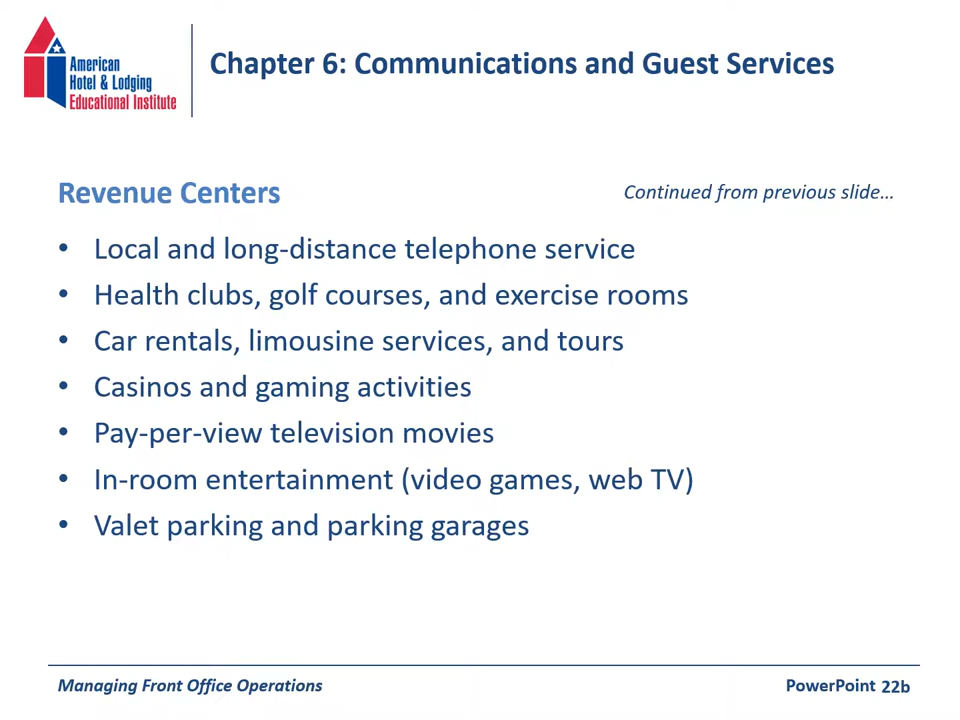 American
Hotel & Lodging
Educational Institute
Chapter 6: Communications and Guest Services
Revenue Centers
Continued from previous slide…
• Local and long-distance telephone service
• Health clubs, golf courses, and exercise rooms
• Car rentals, limousine services, and tours
• Casinos and gaming activities
• Pay-per-view television movies
• In-room entertainment (video games, web TV)
• Valet parking and parking garages
Managing Front Office Operations
PowerPoint 22b